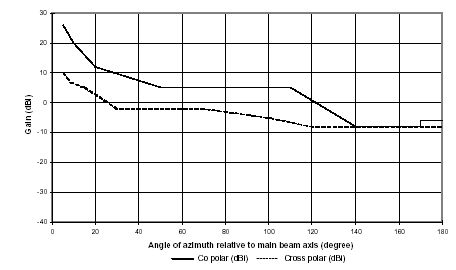 30
20
10
0
-10
-20
-30
-40
Gain (dBi)
0 20 40 60 80 100 120 140 160 180
Angle of azimuth relative to main beam axis (degree)
Co polar (dBi) Cross polar (dBi)